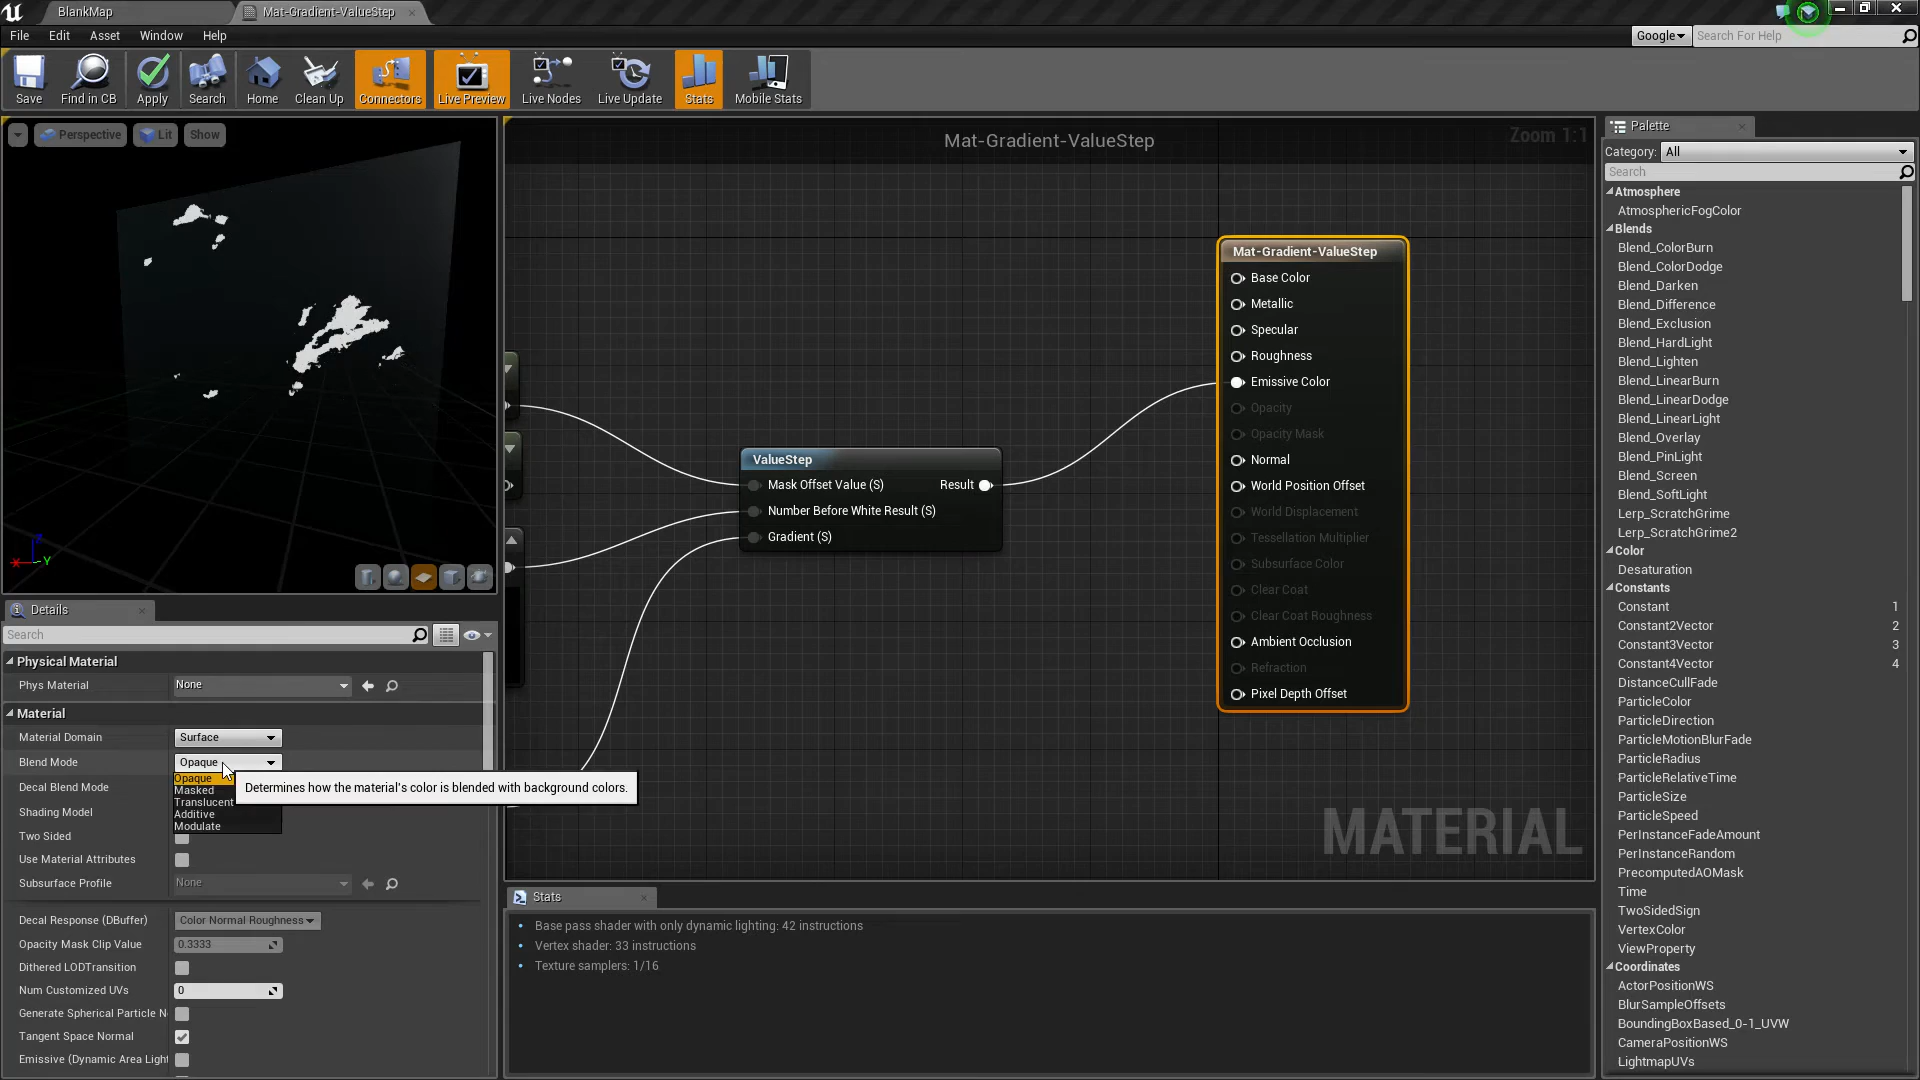 BlankMap
Mat-Gradient-ValueStep
File
Edit
Asset
Window
Help
Google
Search For Help
Save
Find in CB
Apply
Search
Home
Clean Up
Connectors
Live Preview
Live Nodes
Live Update
Stats
Mobile Stats
Perspective
Lit
Show
X
Y
Mat-Gradient-ValueStep
Zoom 1:1
ValueStep
Mask Offset Value (S)
Result
Number Before White Result (S)
Gradient (S)
Mat-Gradient-ValueStep
Base Color
Metallic
Specular
Roughness
Emissive Color
Opacity
Opacity Mask
Normal
World Position Offset
World Displacement
Tessellation Multiplier
Subsurface Color
Clear Coat
Clear Coat Roughness
Ambient Occlusion
Refraction
Pixel Depth Offset
MATERIAL
Details
Search
Physical Material
Phys Material
None
Material
Material Domain
Surface
Blend Mode
Opaque
Opaque
Masked
Translucent
Additive
Modulate
Determines how the material's color is blended with background colors.
Decal Blend Mode
Shading Model
Two Sided
Use Material Attributes
Subsurface Profile
None
Decal Response (DBuffer)
Color Normal Roughness
Opacity Mask Clip Value
0.3333
Dithered LODTransition
Num Customized UVs
0
Generate Spherical Particle N
Tangent Space Normal
Emissive (Dynamic Area Light
Stats
Base pass shader with only dynamic lighting: 42 instructions
Vertex shader: 33 instructions
Texture samplers: 1/16
Palette
Category:
All
Search
Atmosphere
AtmosphericFogColor
Blends
Blend_ColorBurn
Blend_ColorDodge
Blend_Darken
Blend_Difference
Blend_Exclusion
Blend_HardLight
Blend_Lighten
Blend_LinearBurn
Blend_LinearDodge
Blend_LinearLight
Blend_Overlay
Blend_PinLight
Blend_Screen
Blend_SoftLight
Lerp_ScratchGrime
Lerp_ScratchGrime2
Color
Desaturation
Constants
Constant 1
Constant2Vector 2
Constant3Vector 3
Constant4Vector 4
DistanceCullFade
ParticleColor
ParticleDirection
ParticleMotionBlurFade
ParticleRadius
ParticleRelativeTime
ParticleSize
ParticleSpeed
PerInstanceFadeAmount
PerInstanceRandom
PrecomputedAOMask
Time
TwoSidedSign
VertexColor
ViewProperty
Coordinates
ActorPositionWS
BlurSampleOffsets
BoundingBoxBased_0-1_UVW
CameraPositionWS
LightmapUVs